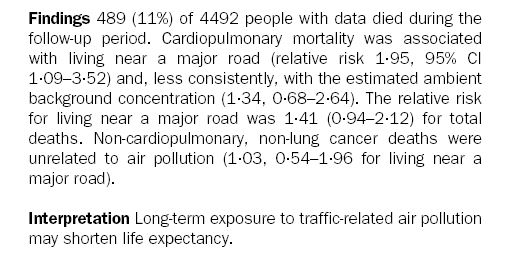 Findings 489 (11%) of 4492 people with data died during the
follow-up period. Cardiopulmonary mortality was associated
with living near a major road (relative risk 1·95, 95% CI
1·09–3·52) and, less consistently, with the estimated ambient
background concentration (1·34, 0·68–2·64). The relative risk
for living near a major road was 1·41 (0·94–2·12) for total
deaths. Non-cardiopulmonary, non-lung cancer deaths were
unrelated to air pollution (1·03, 0·54–1·96 for living near a
major road).
Interpretation Long-term exposure to traffic-related air pollution
may shorten life expectancy.